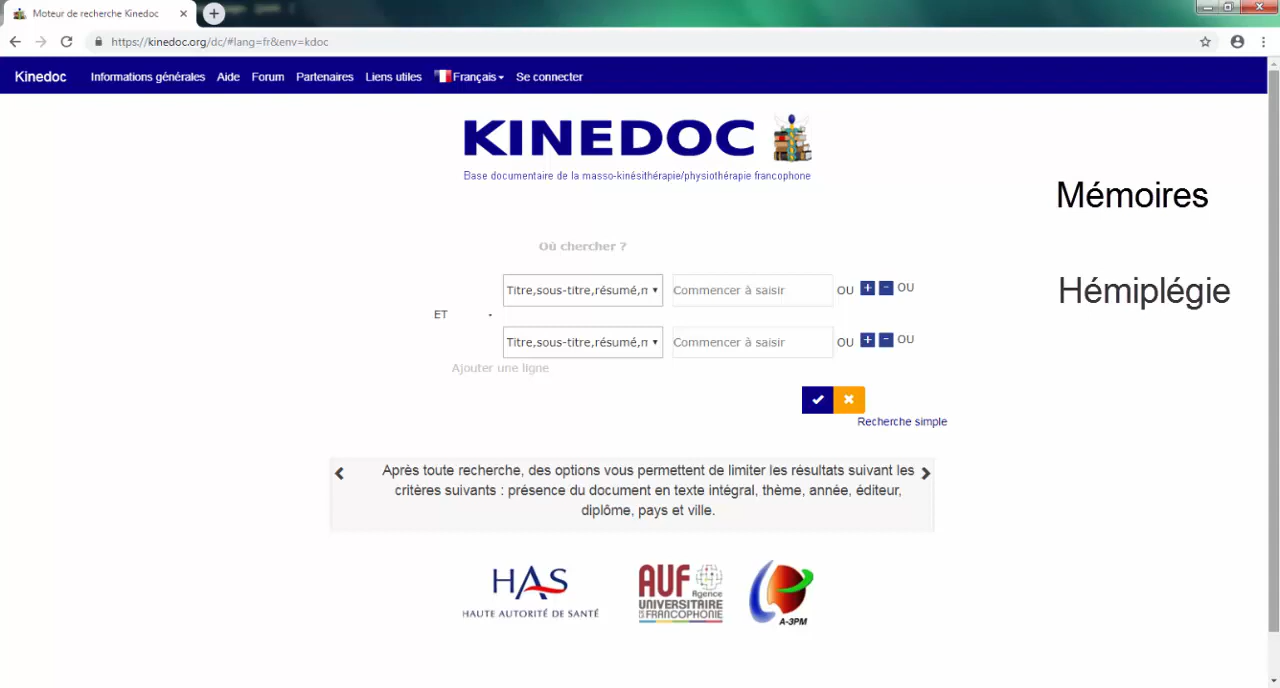 Moteur de recherche Kinedoc
https://kinedoc.org/dc/#lang=fr&env=kdoc
Kinedoc Informations générales Aide Forum Partenaires Liens utiles Français Se connecter
KINEDOC
Base documentaire de la masso-kinésithérapie/physiothérapie francophone
Mémoires
Où chercher ?
Hémiplégie
Titre,sous-titre,résumé,n Commencer à saisir OU + - OU
ET
Titre,sous-titre,résumé,n Commencer à saisir OU + - OU
Ajouter une ligne
Recherche simple
Après toute recherche, des options vous permettent de limiter les résultats suivant les
critères suivants : présence du document en texte intégral, thème, année, éditeur,
diplôme, pays et ville.
HAS
HAUTE AUTORITÉ DE SANTÉ
AUF
Agence
UNIVERSITAIRE
DE LA FRANCOPHONIE
A-3PM